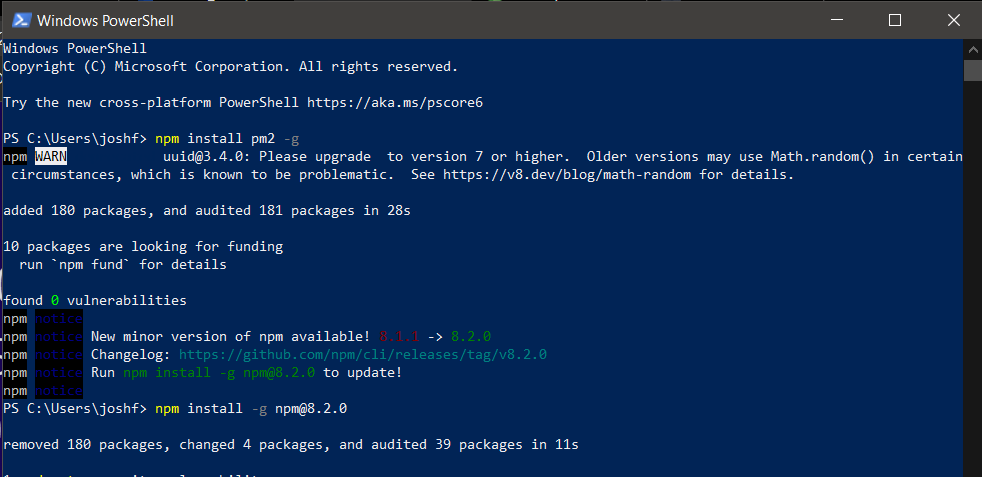 Windows PowerShell
Windows PowerShell
Copyright (C) Microsoft Corporation. All rights reserved.
Try the new cross-platform PowerShell https://aka.ms/pscore6
PS C:\Users\joshf> npm install pm2 -g
npm WARN uuid@3.4.0: Please upgrade  to version 7 or higher.  Older versions may use Math.random() in certain
 circumstances, which is known to be problematic.  See https://v8.dev/blog/math-random for details.
added 180 packages, and audited 181 packages in 28s
10 packages are looking for funding
  run `npm fund` for details
found 0 vulnerabilities
npm notice
npm notice New minor version of npm available! 8.1.1 -> 8.2.0
npm notice Changelog: https://github.com/npm/cli/releases/tag/v8.2.0
npm notice Run npm install -g npm@8.2.0 to update!
npm notice
PS C:\Users\joshf> npm install -g npm@8.2.0
removed 180 packages, changed 4 packages, and audited 39 packages in 11s